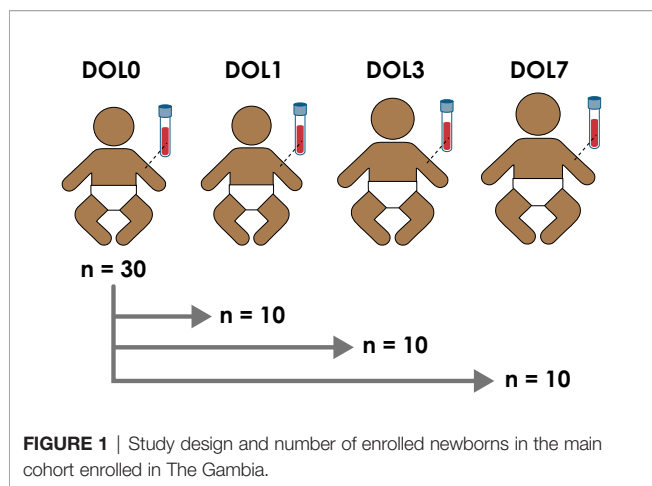 DOL0 DOL1 DOL3 DOL7
n = 30
n = 10
n = 10
n = 10
FIGURE 1 | Study design and number of enrolled newborns in the main
cohort enrolled in The Gambia.